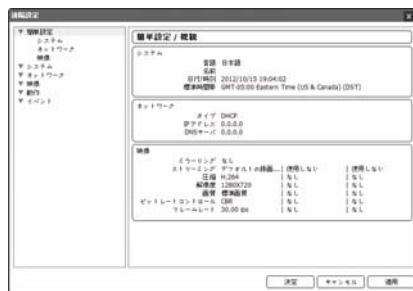 遠隔設定
▼ 簡単設定
システム
ネットワーク
映像
▼ システム
▼ ネットワーク
▼ 映像
▼ 動作
▼ イベント
簡単設定 / 概観
システム
言語 日本語
名前
日付/時刻 2012/10/15 19:04:02
標準時間帯 GMT-05:00 Eastern Time (US & Canada) (DST)
ネットワーク
タイプ DHCP
IPアドレス 0.0.0.0
DNSサーバ 0.0.0.0
映像
ミラーリング なし
ストリーミング デフォルトの録画... | 使用しない | 使用しない
圧縮 H.264 | なし | なし
解像度 1280X720 | なし | なし
画質 標準画質 | なし | なし
ビットレートコントロール CBR | なし | なし
フレームレート 30.00 ips | なし | なし
決定 キャンセル 適用